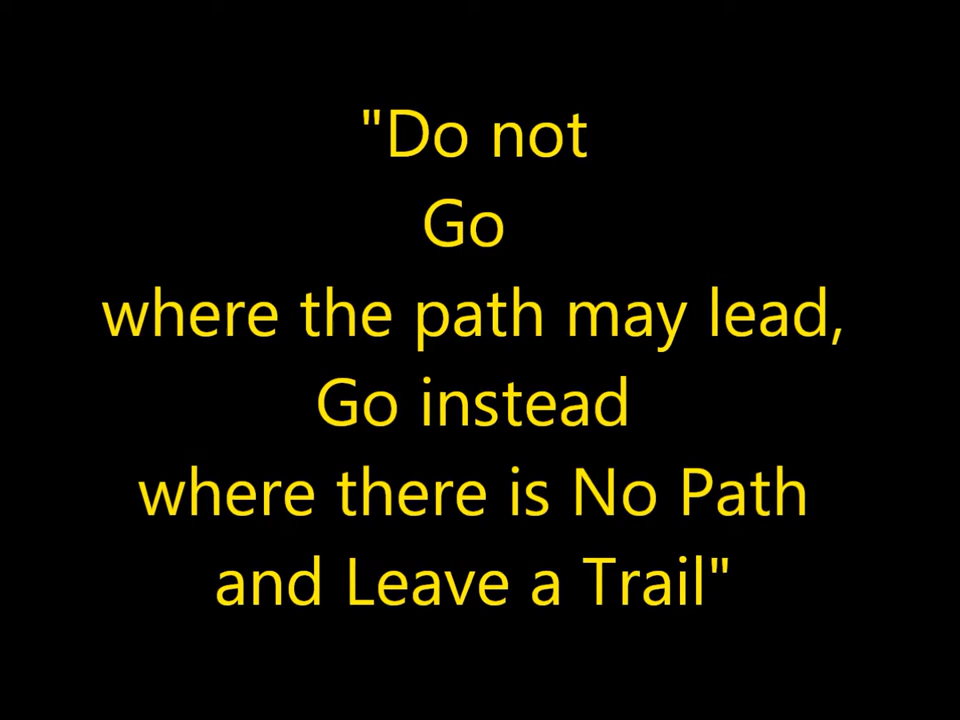 "Do not
Go
where the path may lead,
Go instead
where there is No Path
and Leave a Trail"